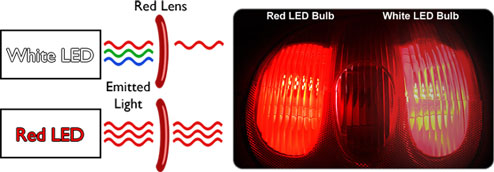 Red Lens
White LED
Emitted
Light
Red LED
Red LED Bulb
White LED Bulb